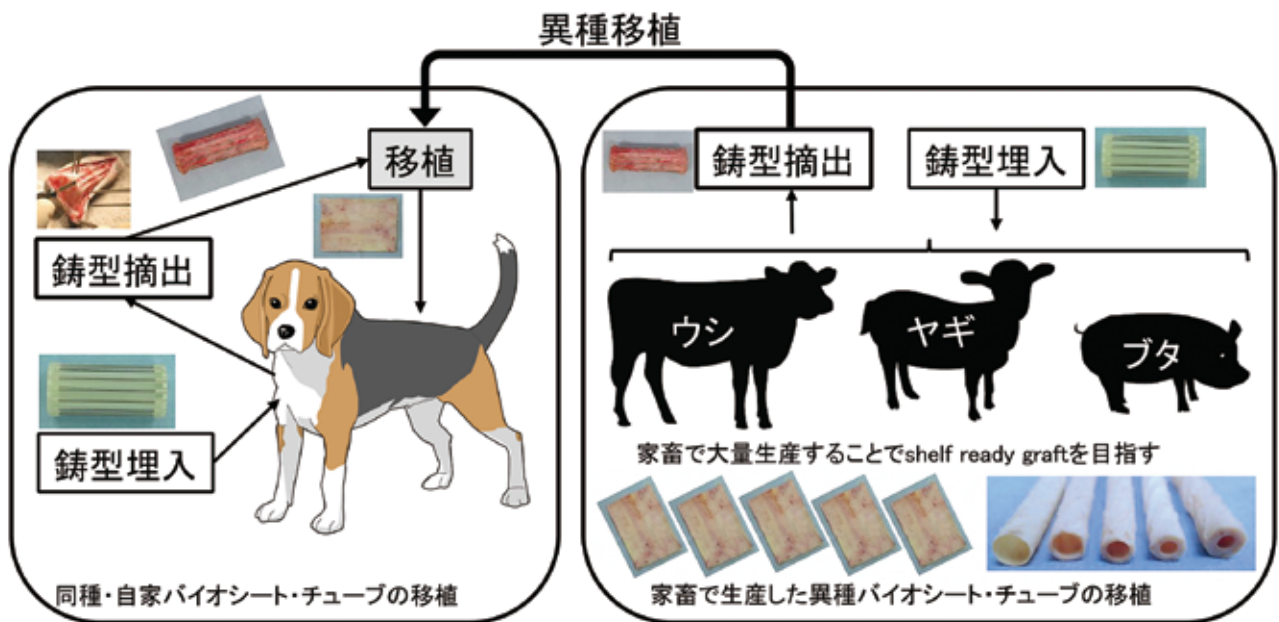 異種移植
移植
鋳型摘出
鋳型埋入
同種・自家バイオシート・チューブの移植
鋳型摘出
鋳型埋入
ウシ
ヤギ
ブタ
家畜で大量生産することでshelf ready graftを目指す
家畜で生産した異種バイオシート・チューブの移植